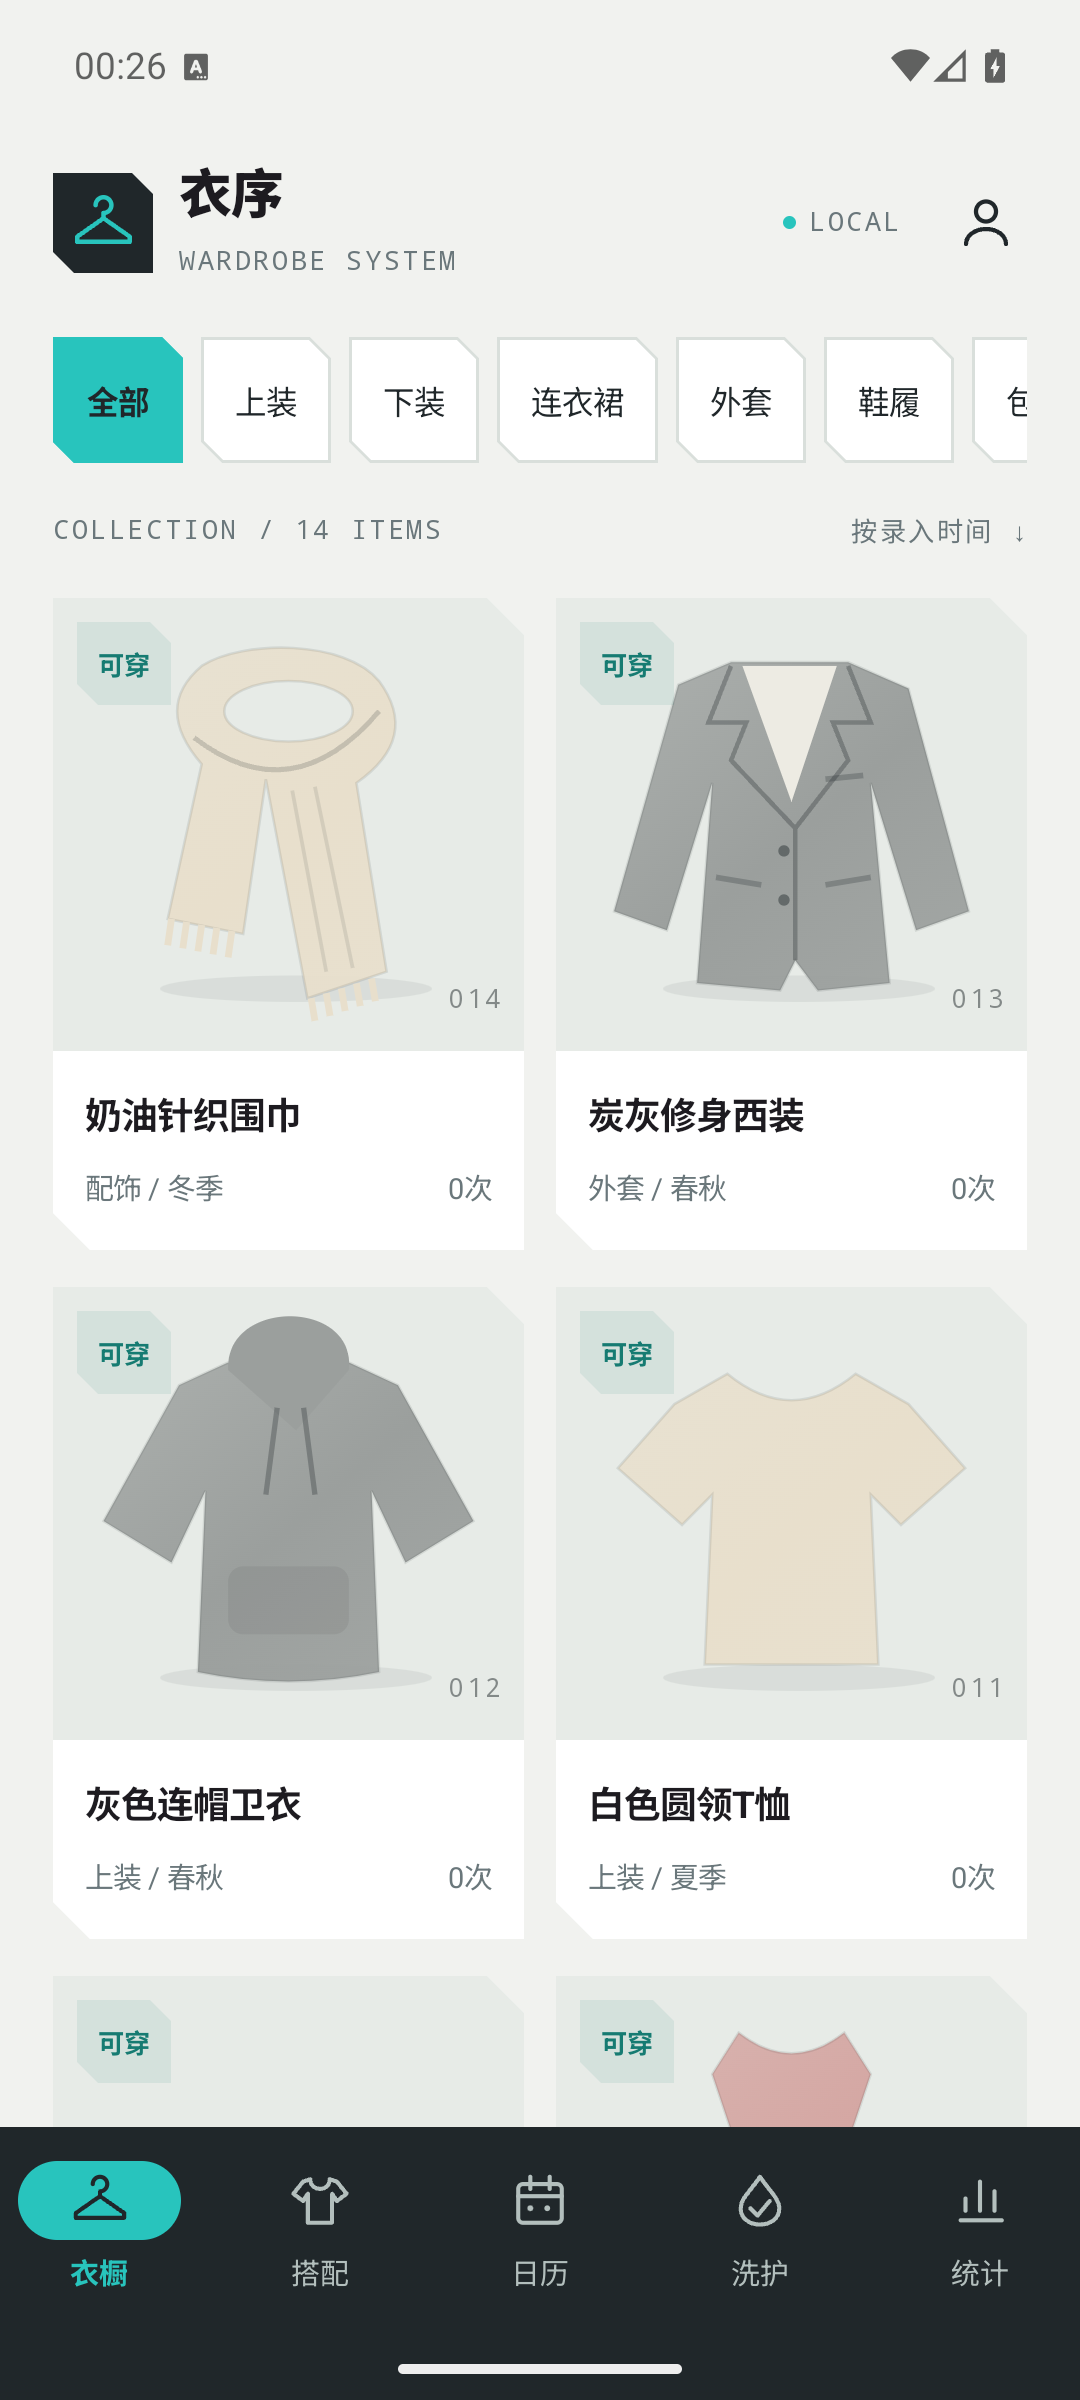 00:26
衣序
WARDROBE SYSTEM
LOCAL
全部
上装
下装
连衣裙
外套
鞋履
COLLECTION / 14 ITEMS
按录入时间 ↓
可穿
014
奶油针织围巾
配饰 / 冬季
0次
可穿
013
炭灰修身西装
外套 / 春秋
0次
可穿
012
灰色连帽卫衣
上装 / 春秋
0次
可穿
011
白色圆领T恤
上装 / 夏季
0次
可穿
可穿
衣橱
搭配
日历
洗护
统计